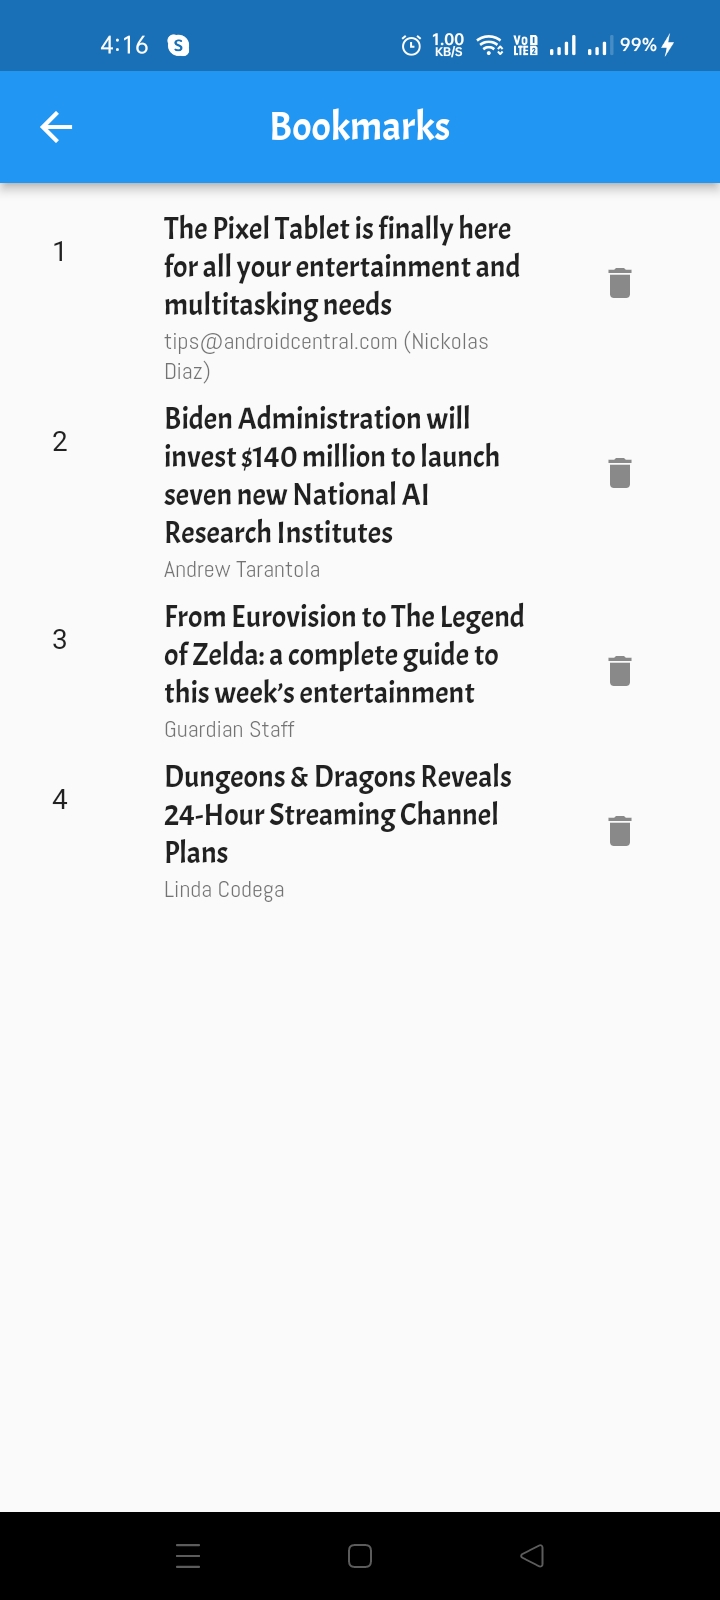 4:16 S 1.00 KB/S VoD LTE2 99%
Bookmarks
1
The Pixel Tablet is finally here
for all your entertainment and
multitasking needs
tips@androidcentral.com (Nickolas
Diaz)
2
Biden Administration will
invest $140 million to launch
seven new National AI
Research Institutes
Andrew Tarantola
3
From Eurovision to The Legend
of Zelda: a complete guide to
this week’s entertainment
Guardian Staff
4
Dungeons & Dragons Reveals
24-Hour Streaming Channel
Plans
Linda Codega